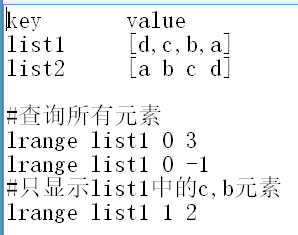 key      value
list1    [d,c,b,a]
list2    [a b c d]
#查询所有元素
lrange list1 0 3
lrange list1 0 -1
#只显示list1中的c,b元素
lrange list1 1 2